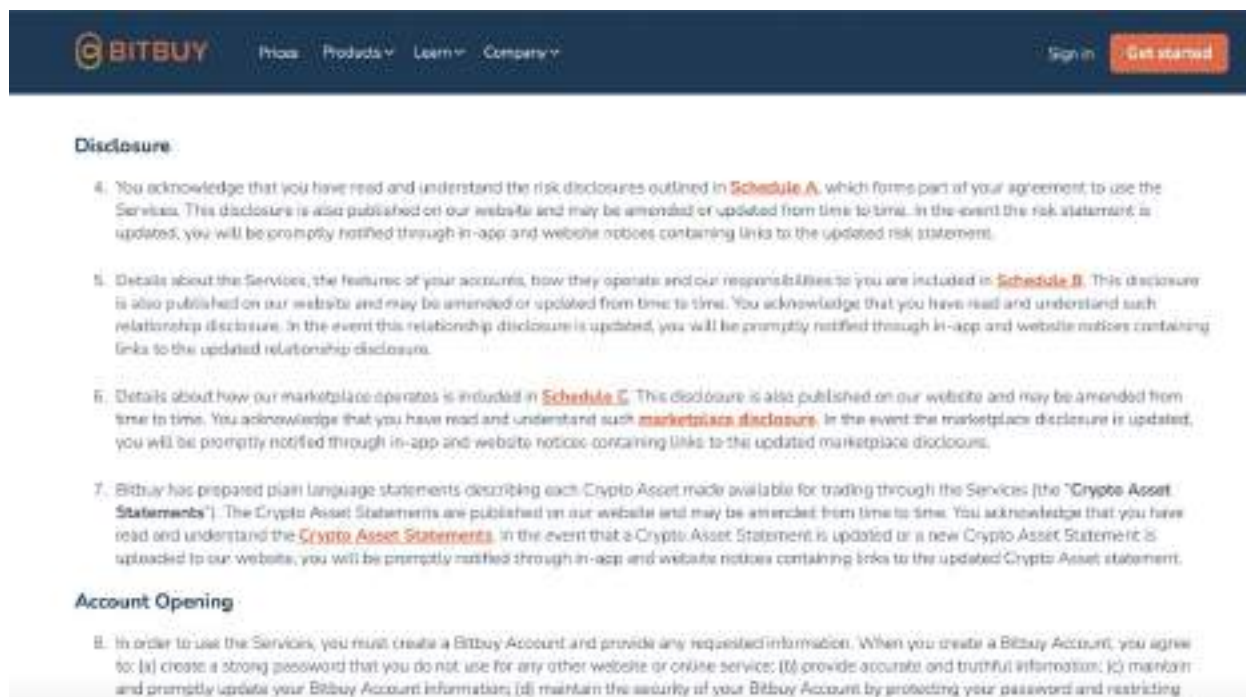 BITBUY Prices Products Learn Company Sign in Get started
Disclosure
4. You acknowledge that you have read and understand the risk disclosures outlined in Schedule A, which forms part of your agreement to use the
Services. This disclosure is also published on our website and may be amended or updated from time to time. In the event the risk statement is
updated, you will be promptly notified through in-app and website notices containing links to the updated risk statement.
5. Details about the Services, the features of your accounts, how they operate and our responsibilities to you are included in Schedule B. This disclosure
is also published on our website and may be amended or updated from time to time. You acknowledge that you have read and understand such
relationship disclosure. In the event this relationship disclosure is updated, you will be promptly notified through in-app and website notices containing
links to the updated relationship disclosure.
6. Details about how our marketplace operates is included in Schedule C. This disclosure is also published on our website and may be amended from
time to time. You acknowledge that you have read and understand such marketplace disclosure. In the event the marketplace disclosure is updated,
you will be promptly notified through in-app and website notices containing links to the updated marketplace disclosure.
7. Bitbuy has prepared plain language statements describing each Crypto Asset made available for trading through the Services (the "Crypto Asset
Statements"). The Crypto Asset Statements are published on our website and may be amended from time to time. You acknowledge that you have
read and understand the Crypto Asset Statements. In the event that a Crypto Asset Statement is updated or a new Crypto Asset Statement is
uploaded to our website, you will be promptly notified through in-app and website notices containing links to the updated Crypto Asset statement.
Account Opening
8. In order to use the Services, you must create a Bitbuy Account and provide any requested information. When you create a Bitbuy Account, you agree
to: (a) create a strong password that you do not use for any other website or online service; (b) provide accurate and truthful information; (c) maintain
and promptly update your Bitbuy Account information; (d) maintain the security of your Bitbuy Account by protecting your password and restricting